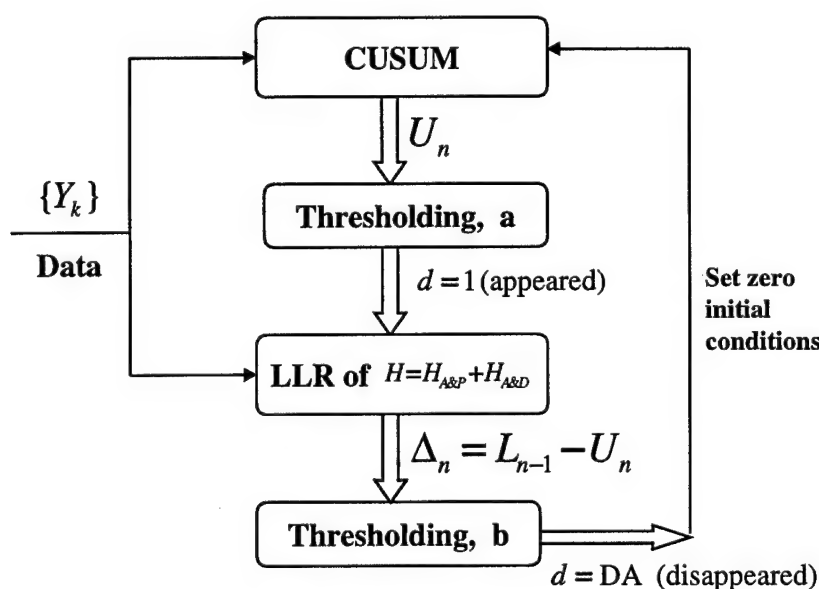 CUSUM
U_n
{Y_k}
Data
Thresholding, a
d = 1 (appeared)
Set zero
initial
conditions
LLR of H=H_{A&P}+H_{A&D}
Δ_n = L_{n-1} - U_n
Thresholding, b
d = DA (disappeared)